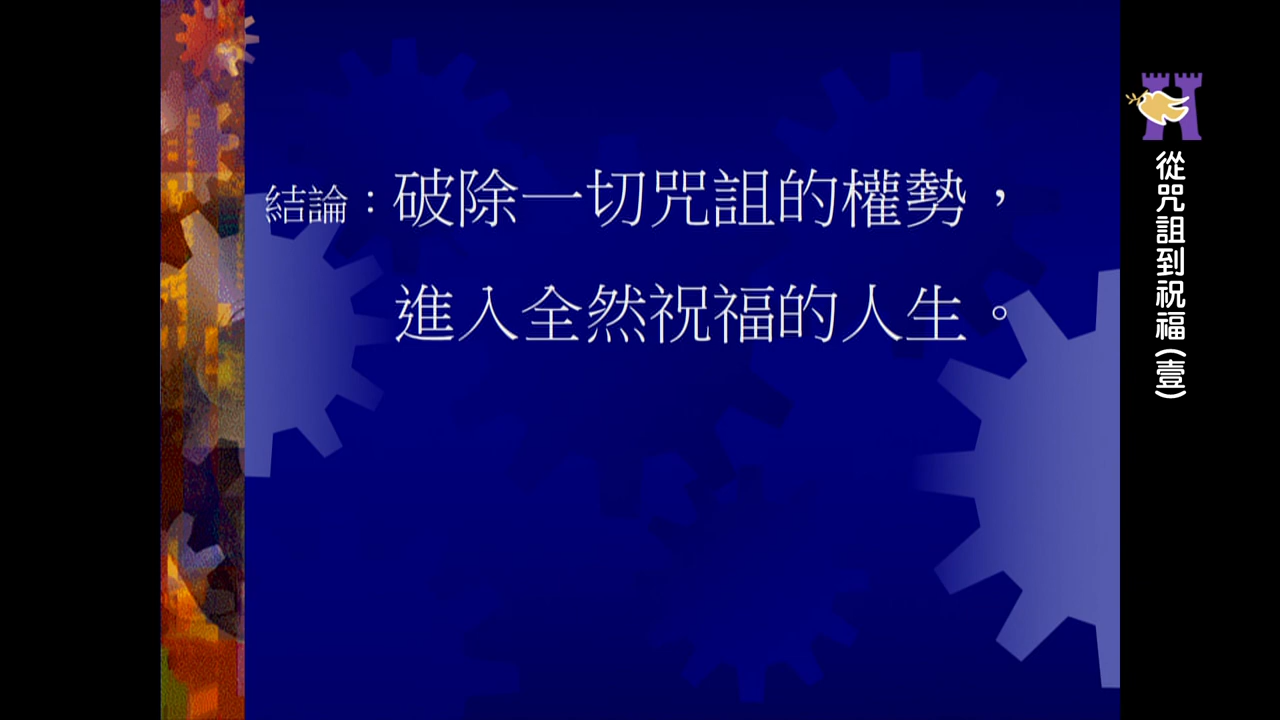 結論：破除一切咒詛的權勢，
進入全然祝福的人生。
從咒詛到祝福(壹)